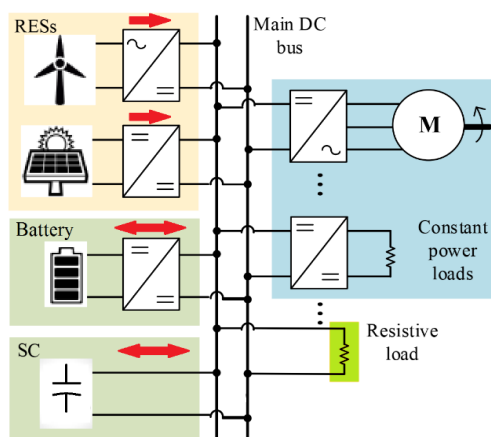 RESs
Main DC
bus
M
Battery
Constant
power
loads
SC
Resistive
load